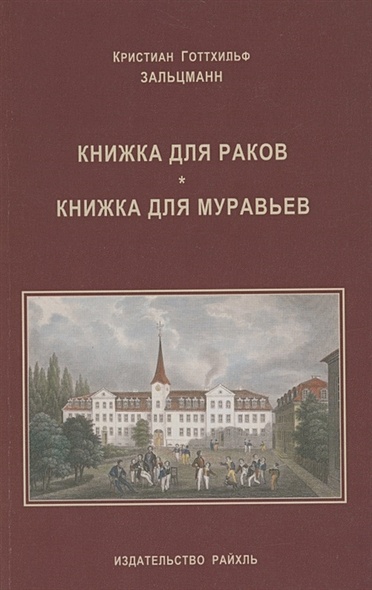 Кристиан Готтхильф
ЗАЛЬЦМАНН
КНИЖКА ДЛЯ РАКОВ
*
КНИЖКА ДЛЯ МУРАВЬЕВ
ИЗДАТЕЛЬСТВО РАЙХЛЬ